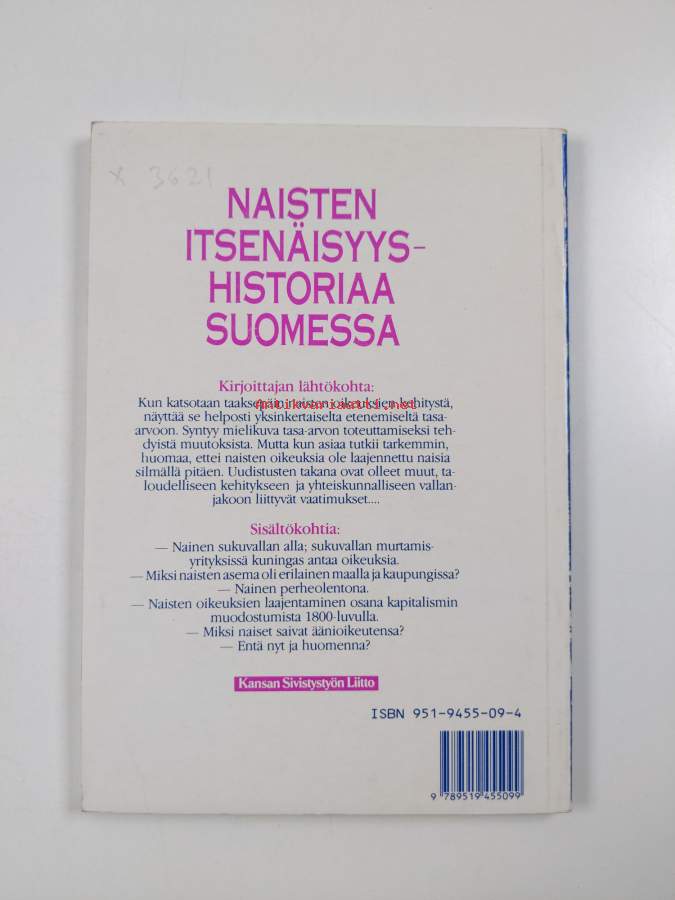 x 3621
NAISTEN
ITSENÄISYYS-
HISTORIAA
SUOMESSA
Kirjoittajan lähtökohta:
Kun katsotaan taaksepäin naisten oikeuksien kehitystä,
antikvariaatti.net
näyttää se helposti yksinkertaiselta etenemiseltä tasa-
arvoon. Syntyy mielikuva tasa-arvon toteuttamiseksi teh-
dyistä muutoksista. Mutta kun asiaa tutkii tarkemmin,
huomaa, ettei naisten oikeuksia ole laajennettu naisia
silmällä pitäen. Uudistusten takana ovat olleet muut, ta-
loudelliseen kehitykseen ja yhteiskunnalliseen vallan-
jakoon liittyvät vaatimukset....
Sisältökohtia:
— Nainen sukuvallan alla; sukuvallan murtamis-
yrityksissä kuningas antaa oikeuksia.
— Miksi naisten asema oli erilainen maalla ja kaupungissa?
— Nainen perheolentona.
— Naisten oikeuksien laajentaminen osana kapitalismin
muodostumista 1800-luvulla.
— Miksi naiset saivat äänioikeutensa?
— Entä nyt ja huomenna?
Kansan Sivistystyön Liitto
ISBN 951-9455-09-4
9 789519 455099